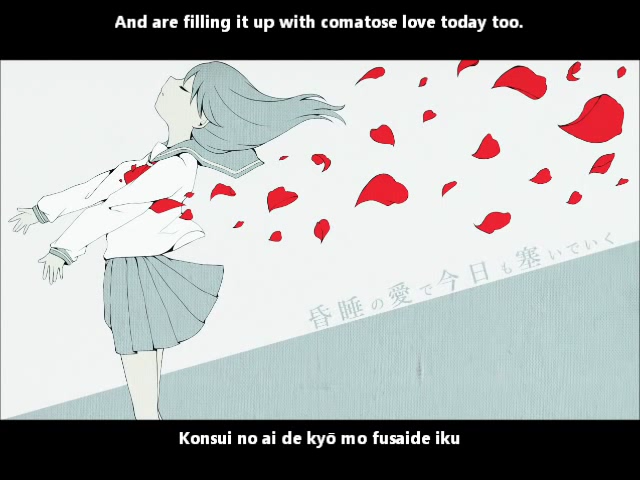 And are filling it up with comatose love today too.
昏睡の愛で今日も塞いでいく
Konsui no ai de kyō mo fusaide iku